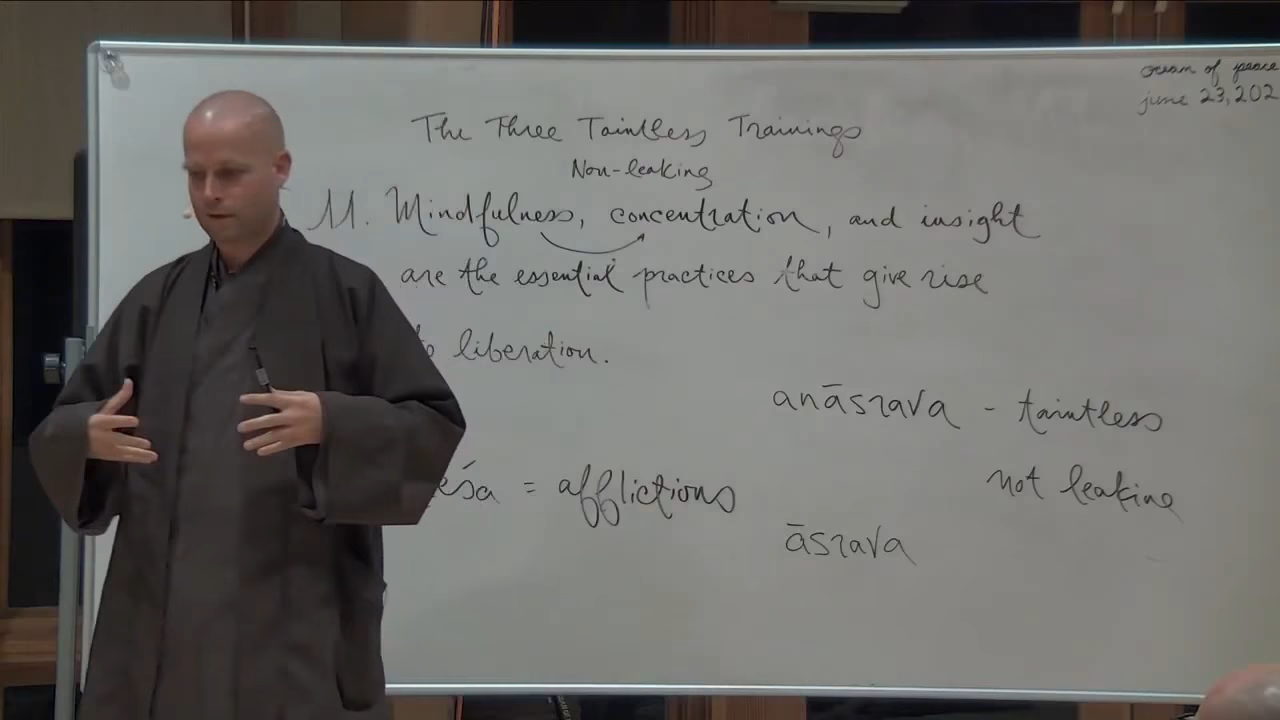 ocean of peace
june 23, 202
The Three Taintless Trainings
Non-leaking
11. Mindfulness, concentration, and insight
are the essential practices that give rise
liberation.
anāsrava - taintless
not leaking
eśa = afflictions
āsrava